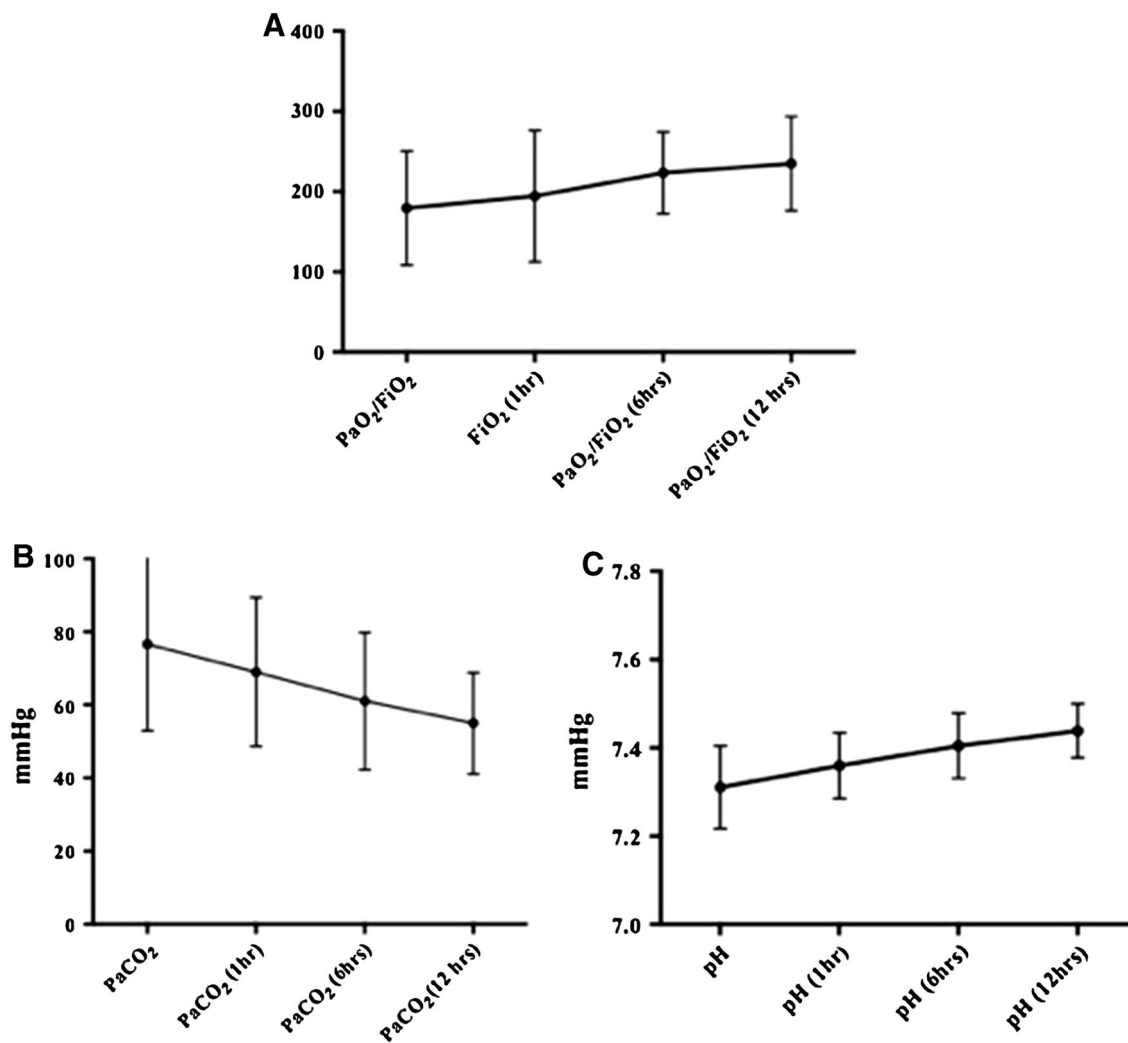 A
400
300
200
100
0
PaO₂/FiO₂
FiO₂ (1hr)
PaO₂/FiO₂ (6hrs)
PaO₂/FiO₂ (12 hrs)
B
mmHg
100
80
60
40
20
0
PaCO₂
PaCO₂ (1hr)
PaCO₂ (6hrs)
PaCO₂(12 hrs)
C
mmHg
7.8
7.6
7.4
7.2
7.0
pH
pH (1hr)
pH (6hrs)
pH (12hrs)